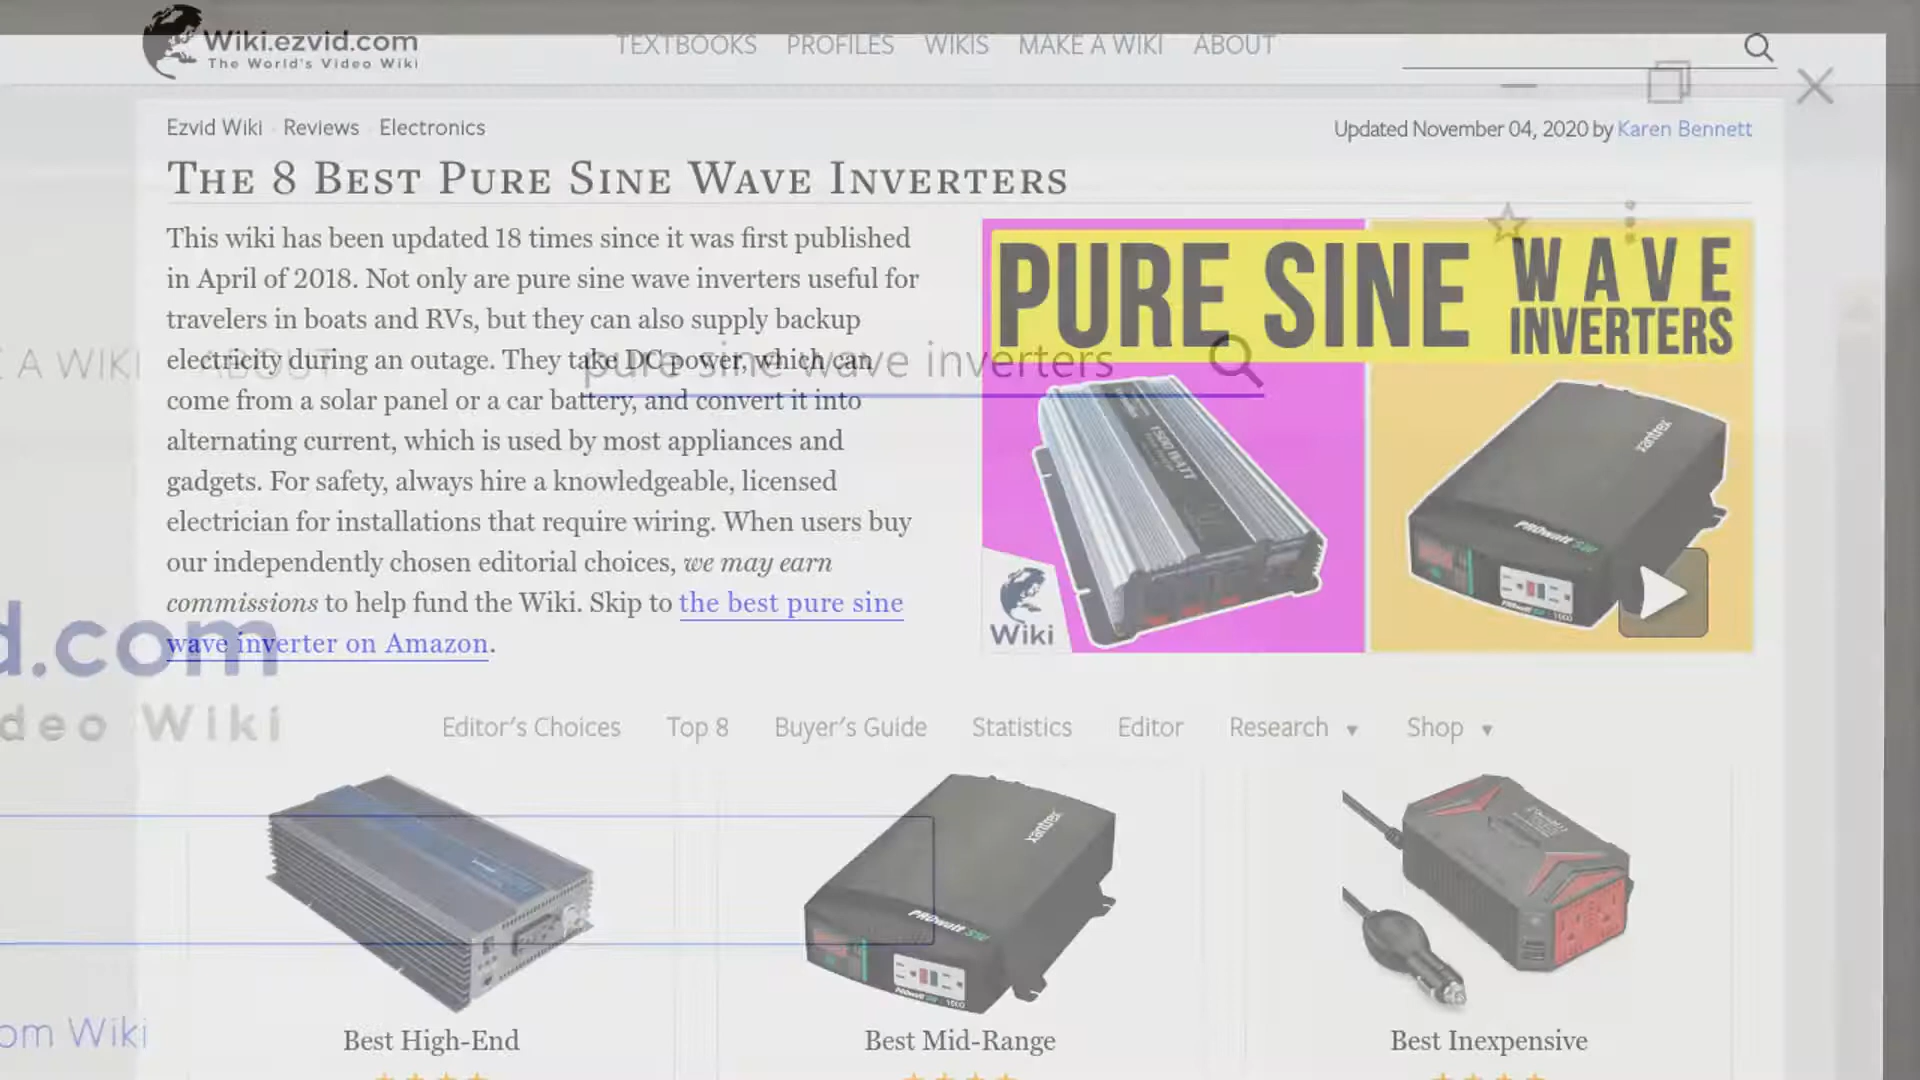 Wiki.ezvid.com
The World's Video Wiki
TEXTBOOKS PROFILES WIKIS MAKE A WIKI ABOUT
Ezvid Wiki Reviews Electronics
Updated November 04, 2020 by Karen Bennett
THE 8 BEST PURE SINE WAVE INVERTERS
This wiki has been updated 18 times since it was first published
in April of 2018. Not only are pure sine wave inverters useful for
travelers in boats and RVs, but they can also supply backup
electricity during an outage. They take DC power, which can
come from a solar panel or a car battery, and convert it into
alternating current, which is used by most appliances and
gadgets. For safety, always hire a knowledgeable, licensed
electrician for installations that require wiring. When users buy
our independently chosen editorial choices, we may earn
commissions to help fund the Wiki. Skip to the best pure sine
wave inverter on Amazon.
PURE SINE WAVE
INVERTERS
1500 WATT
xantrex
PROwatt SW
Wiki
E A WIKI ABOUT
pure sine wave inverters
d.com
deo Wiki
Editor's Choices Top 8 Buyer's Guide Statistics Editor Research ▼ Shop ▼
xantrex
PROwatt SW
om Wiki
Best High-End
Best Mid-Range
Best Inexpensive